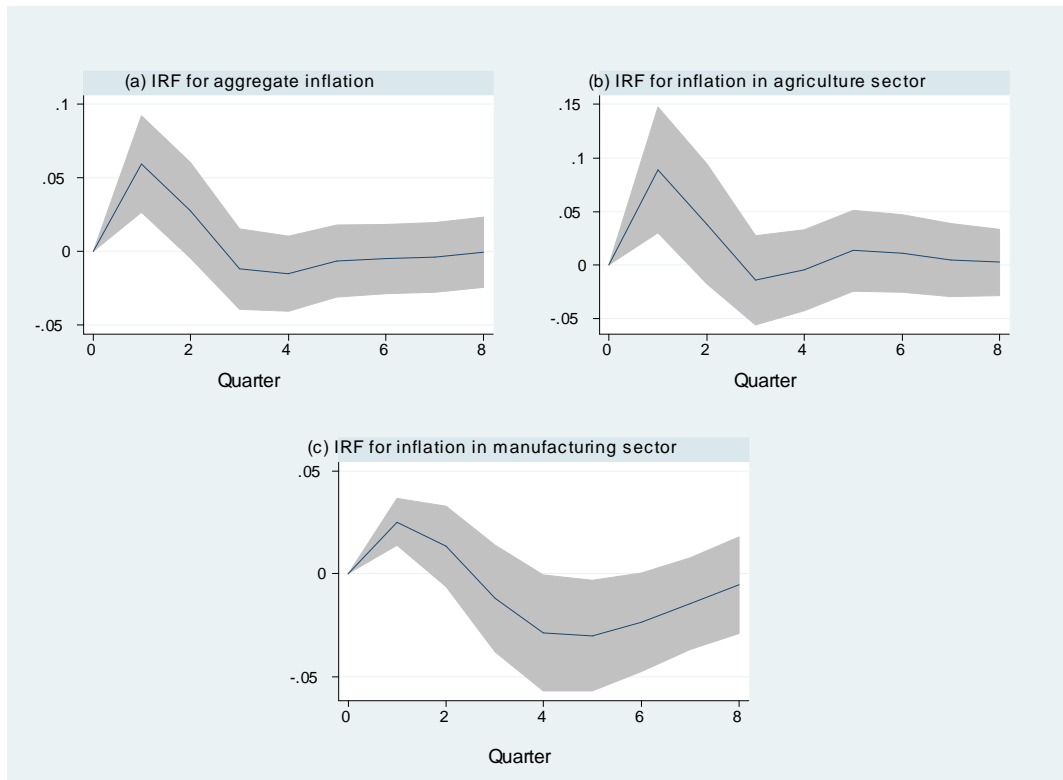 (a) IRF for aggregate inflation
.1
.05
0
-.05
0 2 4 6 8
Quarter
(b) IRF for inflation in agriculture sector
.15
.1
.05
0
-.05
0 2 4 6 8
Quarter
(c) IRF for inflation in manufacturing sector
.05
0
-.05
0 2 4 6 8
Quarter